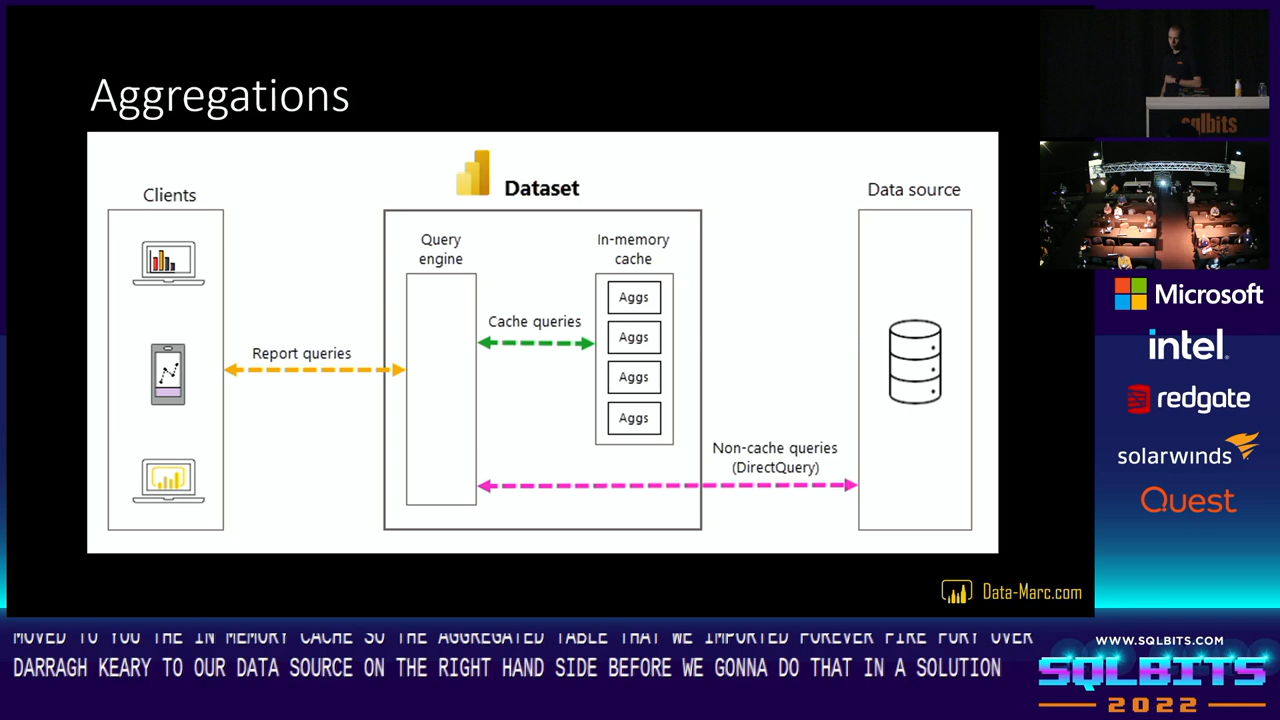 Aggregations
Clients
Dataset
Data source
Query
engine
In-memory
cache
Aggs
Aggs
Aggs
Aggs
Cache queries
Report queries
Non-cache queries
(DirectQuery)
Data-Marc.com
sqlbits
Microsoft
intel.
redgate
solarwinds
Quest
MOVED TO YOU THE IN MEMORY CACHE SO THE AGGREGATED TABLE THAT WE IMPORTED FOREVER FIRE FURY OVER
DARRAGH KEARY TO OUR DATA SOURCE ON THE RIGHT HAND SIDE BEFORE WE GONNA DO THAT IN A SOLUTION
WWW.SQLBITS.COM
SQLBITS
2022